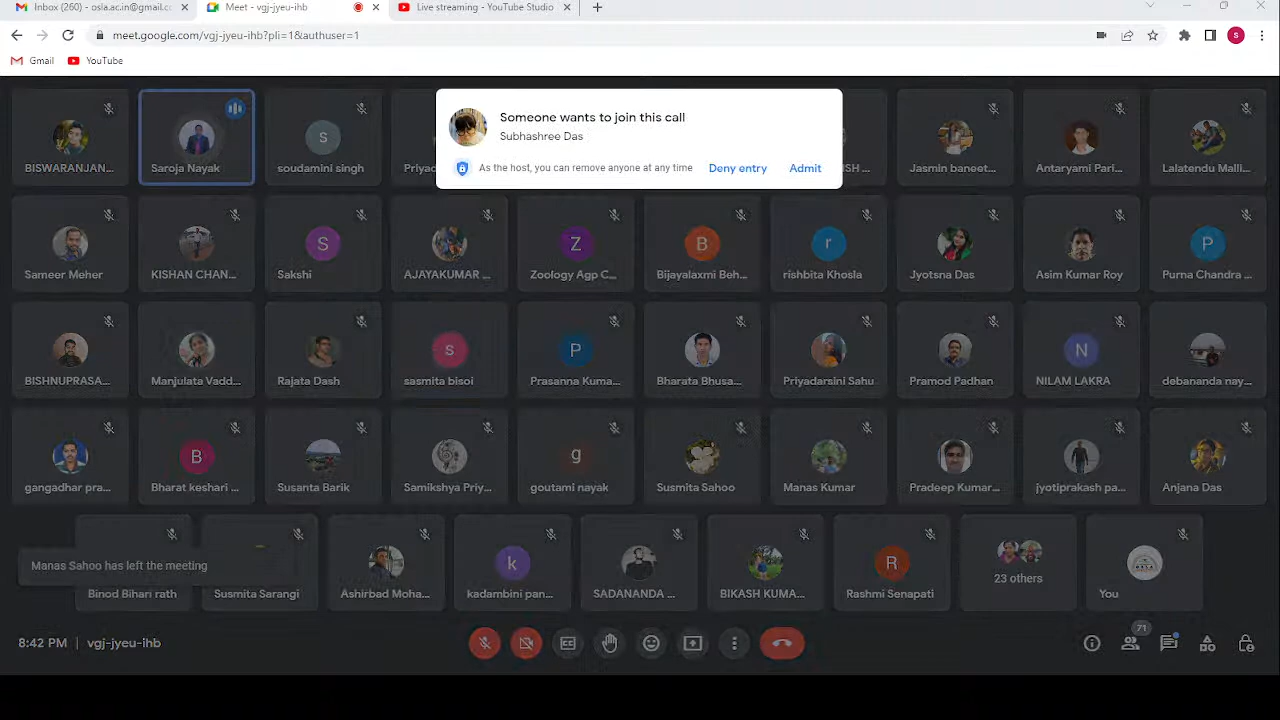 Inbox (260) - osla.ac.in@gmail.c
Meet - vgj-jyeu-ihb
Live streaming - YouTube Studio
meet.google.com/vgj-jyeu-ihb?pli=1&authuser=1
S
Gmail
YouTube
Someone wants to join this call
Subhashree Das
As the host, you can remove anyone at any time
Deny entry
Admit
BISWARANJAN...
Saroja Nayak
S
soudamini singh
Priyad
SH ...
Jasmin baneet...
Antaryami Pari...
Lalatendu Malli...
Sameer Meher
KISHAN CHAN...
S
Sakshi
AJAYAKUMAR ...
Z
Zoology Agp C...
B
Bijayalaxmi Beh...
r
rishbita Khosla
Jyotsna Das
Asim Kumar Roy
P
Purna Chandra ...
BISHNUPRASA...
Manjulata Vadd...
Rajata Dash
s
sasmita bisoi
P
Prasanna Kuma...
Bharata Bhusa...
Priyadarsini Sahu
Pramod Padhan
N
NILAM LAKRA
debananda nay...
gangadhar pra...
B
Bharat keshari ...
Susanta Barik
Samikshya Priy...
g
goutami nayak
Susmita Sahoo
Manas Kumar
Pradeep Kumar...
jyotiprakash pa...
Anjana Das
Manas Sahoo has left the meeting
Binod Bihari rath
Susmita Sarangi
Ashirbad Moha...
k
kadambini pan...
SADANANDA ...
BIKASH KUMA...
R
Rashmi Senapati
23 others
You
8:42 PM | vgj-jyeu-ihb
71